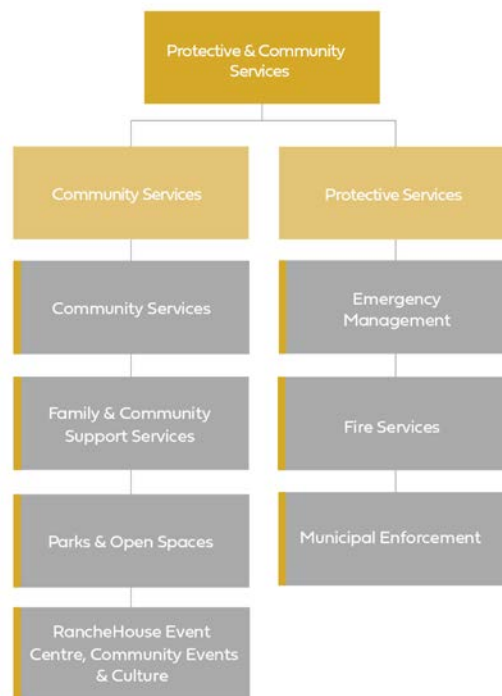 Protective & Community
Services
Community Services
Protective Services
Community Services
Emergency
Management
Family & Community
Support Services
Fire Services
Parks & Open Spaces
Municipal Enforcement
RancheHouse Event
Centre, Community Events
& Culture